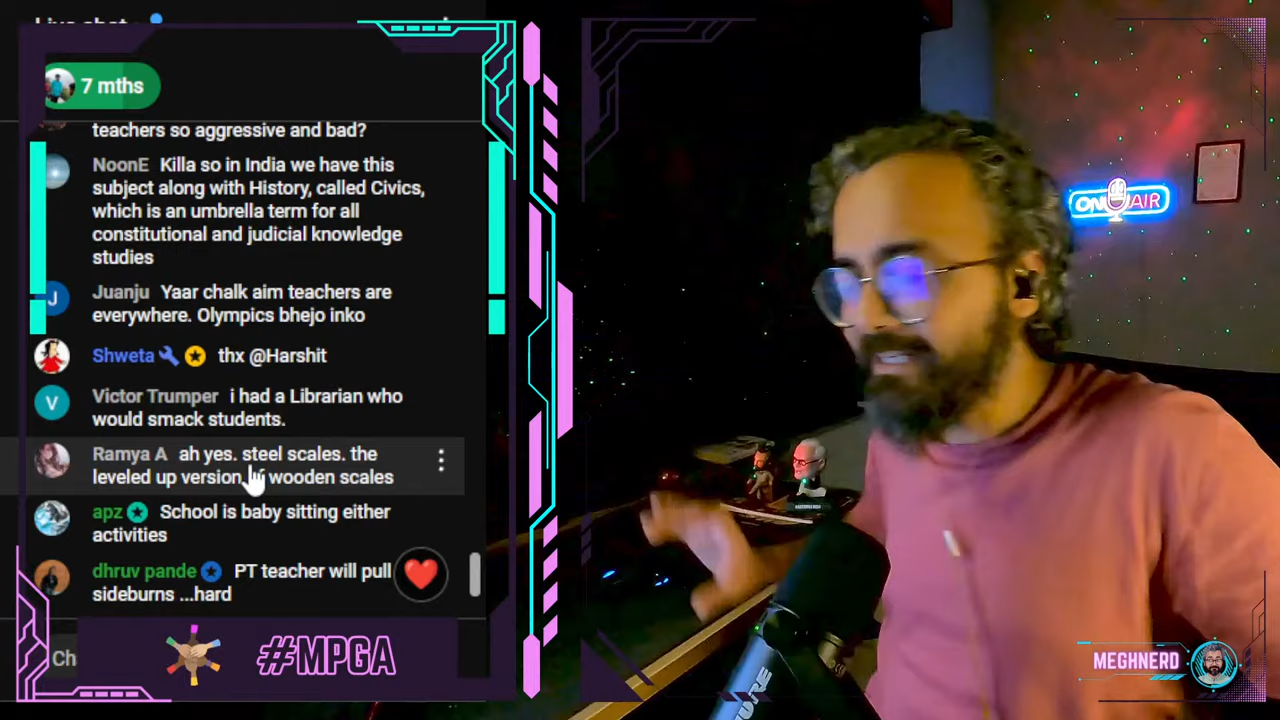 Live chat
7 mths
teachers so aggressive and bad?
NoonE Killa so in India we have this
subject along with History, called Civics,
which is an umbrella term for all
constitutional and judicial knowledge
studies
Juanju Yaar chalk aim teachers are
everywhere. Olympics bhejo inko
J
Shweta thx @Harshit
Victor Trumper i had a Librarian who
V
would smack students.
Ramya A ah yes. steel scales. the
leveled up version of wooden scales
apz School is baby sitting either
activities
dhruv pande PT teacher will pull
sideburns ...hard
Ch
#MPGA
ON AIR
MEGHNERD